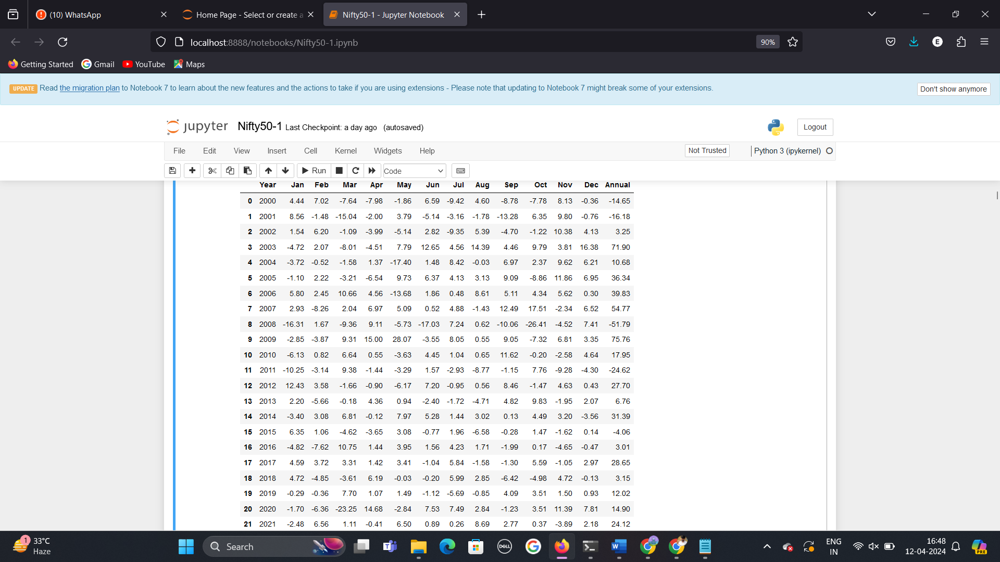 (10) WhatsApp
Home Page - Select or create a
Nifty50-1 - Jupyter Notebook
localhost:8888/notebooks/Nifty50-1.ipynb
90%
E
Getting Started Gmail YouTube Maps
UPDATE Read the migration plan to Notebook 7 to learn about the new features and the actions to take if you are using extensions - Please note that updating to Notebook 7 might break some of your extensions.
Don't show anymore
jupyter Nifty50-1 Last Checkpoint: a day ago (autosaved)
Logout
File Edit View Insert Cell Kernel Widgets Help
Not Trusted
Python 3 (ipykernel)
Run
Code
Year Jan Feb Mar Apr May Jun Jul Aug Sep Oct Nov Dec Annual
0 2000 4.44 7.02 -7.64 -7.98 -1.86 6.59 -9.42 4.60 -8.78 -7.78 8.13 -0.36 -14.65
1 2001 8.56 -1.48 -15.04 -2.00 3.79 -5.14 -3.16 -1.78 -13.28 6.35 9.80 -0.76 -16.18
2 2002 1.54 6.20 -1.09 -3.99 -5.14 2.82 -9.35 5.39 -4.70 -1.22 10.38 4.13 3.25
3 2003 -4.72 2.07 -8.01 -4.51 7.79 12.65 4.56 14.39 4.46 9.79 3.81 16.38 71.90
4 2004 -3.72 -0.52 -1.58 1.37 -17.40 1.48 8.42 -0.03 6.97 2.37 9.62 6.21 10.68
5 2005 -1.10 2.22 -3.21 -6.54 9.73 6.37 4.13 3.13 9.09 -8.86 11.86 6.95 36.34
6 2006 5.80 2.45 10.66 4.56 -13.68 1.86 0.48 8.61 5.11 4.34 5.62 0.30 39.83
7 2007 2.93 -8.26 2.04 6.97 5.09 0.52 4.88 -1.43 12.49 17.51 -2.34 6.52 54.77
8 2008 -16.31 1.67 -9.36 9.11 -5.73 -17.03 7.24 0.62 -10.06 -26.41 -4.52 7.41 -51.79
9 2009 -2.85 -3.87 9.31 15.00 28.07 -3.55 8.05 0.55 9.05 -7.32 6.81 3.35 75.76
10 2010 -6.13 0.82 6.64 0.55 -3.63 4.45 1.04 0.65 11.62 -0.20 -2.58 4.64 17.95
11 2011 -10.25 -3.14 9.38 -1.44 -3.29 1.57 -2.93 -8.77 -1.15 7.76 -9.28 -4.30 -24.62
12 2012 12.43 3.58 -1.66 -0.90 -6.17 7.20 -0.95 0.56 8.46 -1.47 4.63 0.43 27.70
13 2013 2.20 -5.66 -0.18 4.36 0.94 -2.40 -1.72 -4.71 4.82 9.83 -1.95 2.07 6.76
14 2014 -3.40 3.08 6.81 -0.12 7.97 5.28 1.44 3.02 0.13 4.49 3.20 -3.56 31.39
15 2015 6.35 1.06 -4.62 -3.65 3.08 -0.77 1.96 -6.58 -0.28 1.47 -1.62 0.14 -4.06
16 2016 -4.82 -7.62 10.75 1.44 3.95 1.56 4.23 1.71 -1.99 0.17 -4.65 -0.47 3.01
17 2017 4.59 3.72 3.31 1.42 3.41 -1.04 5.84 -1.58 -1.30 5.59 -1.05 2.97 28.65
18 2018 4.72 -4.85 -3.61 6.19 -0.03 -0.20 5.99 2.85 -6.42 -4.98 4.72 -0.13 3.15
19 2019 -0.29 -0.36 7.70 1.07 1.49 -1.12 -5.69 -0.85 4.09 3.51 1.50 0.93 12.02
20 2020 -1.70 -6.36 -23.25 14.68 -2.84 7.53 7.49 2.84 -1.23 3.51 11.39 7.81 14.90
21 2021 -2.48 6.56 1.11 -0.41 6.50 0.89 0.26 8.69 2.77 0.37 -3.89 2.18 24.12
1
33°C
Haze
Search
DELL
ENG
IN
16:48
12-04-2024
PRE